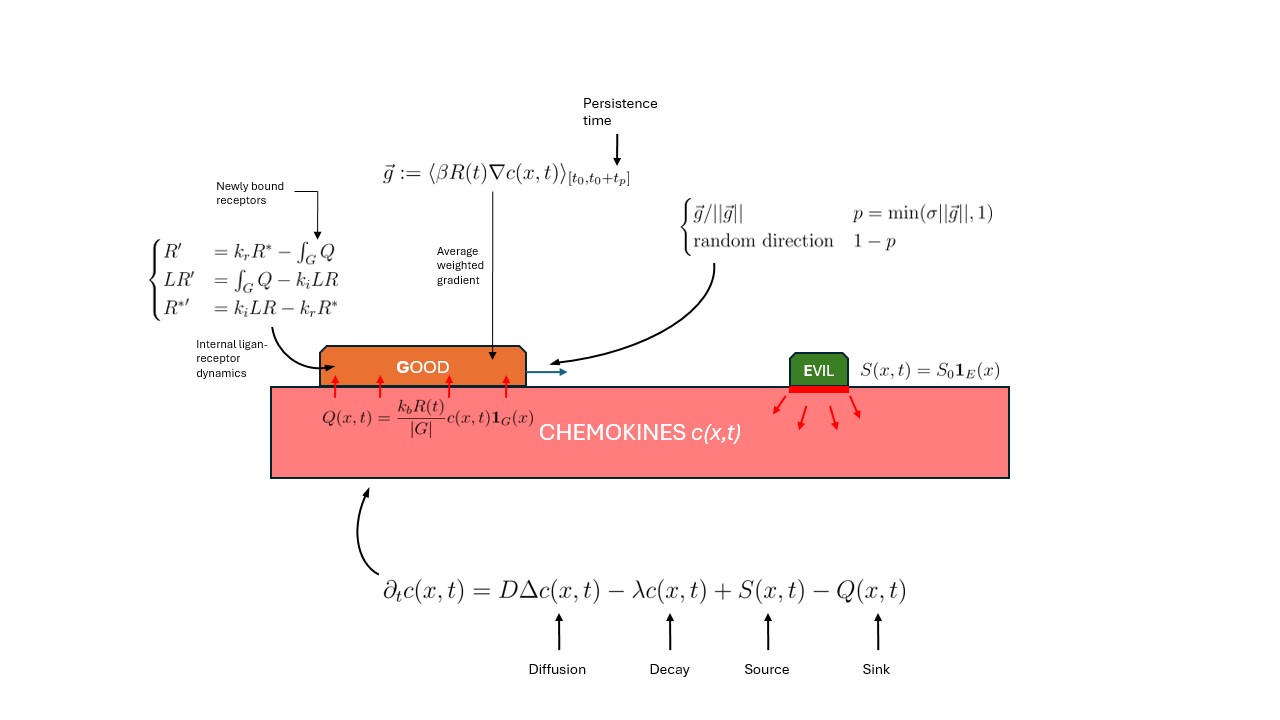 Persistence
time
$\vec{g} := \langle \beta R(t) \nabla c(x,t) \rangle_{[t_0, t_0+t_p]}$
Newly bound
receptors
$\begin{cases} R' & = k_r R^* - \int_G Q \\ LR' & = \int_G Q - k_i LR \\ R^{*\prime} & = k_i LR - k_r R^* \end{cases}$
Average
weighted
gradient
$\begin{cases} \vec{g}/||\vec{g}|| & p = \min(\sigma||\vec{g}||, 1) \\ \text{random direction} & 1 - p \end{cases}$
Internal ligan-
receptor
dynamics
GOOD
EVIL
$S(x,t) = S_0 \mathbf{1}_E(x)$
$Q(x,t) = \frac{k_b R(t)}{|G|} c(x,t) \mathbf{1}_G(x)$
CHEMOKINES c(x,t)
$\partial_t c(x,t) = D\Delta c(x,t) - \lambda c(x,t) + S(x,t) - Q(x,t)$
Diffusion
Decay
Source
Sink